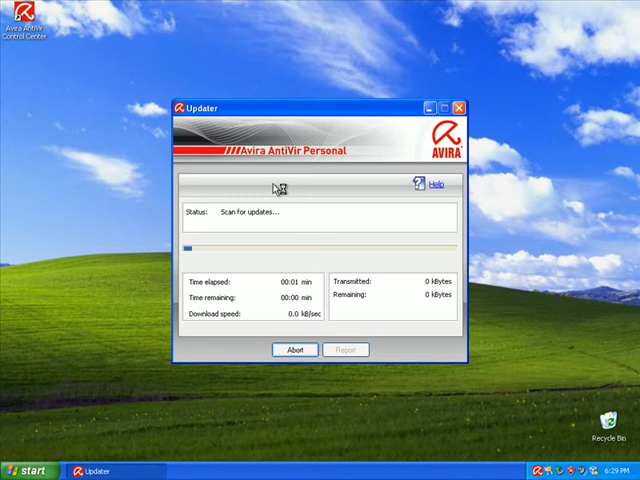 Avira AntiVir
Control Center
Updater
Avira AntiVir Personal
AVIRA
Help
Status: Scan for updates...
Time elapsed: 00:01 min
Time remaining: 00:00 min
Download speed: 0.0 kB/sec
Transmitted: 0 kBytes
Remaining: 0 kBytes
Abort
Report
Recycle Bin
start
Updater
6:29 PM